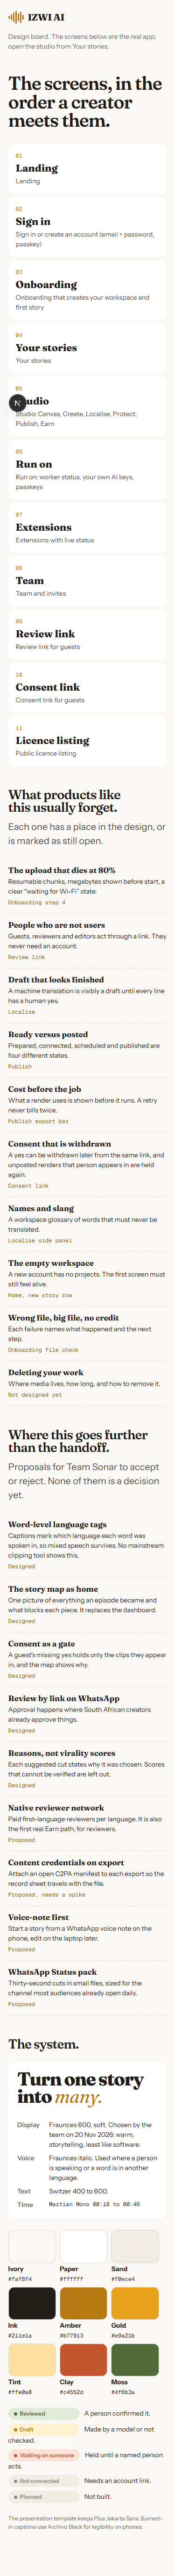 IZWI AI
Design board. The screens below are the real app;
open the studio from Your stories.
The screens, in the
order a creator
meets them.
01
Landing
Landing
02
Sign in
Sign in or create an account (email + password,
passkey)
03
Onboarding
Onboarding that creates your workspace and
first story
04
Your stories
Your stories
05
N
udio
Studio: Canvas, Create, Localise, Protect,
Publish, Earn
06
Run on
Run on: worker status, your own AI keys,
passkeys
07
Extensions
Extensions with live status
08
Team
Team and invites
09
Review link
Review link for guests
10
Consent link
Consent link for guests
11
Licence listing
Public licence listing
What products like
this usually forget.
Each one has a place in the design, or
is marked as still open.
The upload that dies at 80%
Resumable chunks, megabytes shown before start, a
clear “waiting for Wi-Fi” state.
Onboarding step 4
People who are not users
Guests, reviewers and editors act through a link. They
never need an account.
Review link
Draft that looks finished
A machine translation is visibly a draft until every line
has a human yes.
Localise
Ready versus posted
Prepared, connected, scheduled and published are
four different states.
Publish
Cost before the job
What a render uses is shown before it runs. A retry
never bills twice.
Publish export bar
Consent that is withdrawn
A yes can be withdrawn later from the same link, and
unposted renders that person appears in are held
again.
Consent link
Names and slang
A workspace glossary of words that must never be
translated.
Localise side panel
The empty workspace
A new account has no projects. The first screen must
still feel alive.
Home, new story row
Wrong file, big file, no credit
Each failure names what happened and the next
step.
Onboarding file check
Deleting your work
Where media lives, how long, and how to remove it.
Not designed yet
Where this goes further
than the handoff.
Proposals for Team Sonar to accept
or reject. None of them is a decision
yet.
Word-level language tags
Captions mark which language each word was
spoken in, so mixed speech survives. No mainstream
clipping tool shows this.
Designed
The story map as home
One picture of everything an episode became and
what blocks each piece. It replaces the dashboard.
Designed
Consent as a gate
A guest's missing yes holds only the clips they appear
in, and the map shows why.
Designed
Review by link on WhatsApp
Approval happens where South African creators
already approve things.
Designed
Reasons, not virality scores
Each suggested cut states why it was chosen. Scores
that cannot be verified are left out.
Designed
Native reviewer network
Paid first-language reviewers per language. It is also
the first real Earn path, for reviewers.
Proposed
Content credentials on export
Attach an open C2PA manifest to each export so the
record sheet travels with the file.
Proposed, needs a spike
Voice-note first
Start a story from a WhatsApp voice note on the
phone, edit on the laptop later.
Proposed
WhatsApp Status pack
Thirty-second cuts in small files, sized for the
channel most audiences already open daily.
Proposed
The system.
Turn one story
into many.
Display
Fraunces 600, soft. Chosen by the
team on 20 Nov 2026: warm,
storytelling, least like software.
Voice
Fraunces italic. Used where a person
is speaking or a word is in another
language.
Text
Switzer 400 to 600.
Time
Martian Mono 00:18 to 00:46
Ivory
#faf8f4
Paper
#ffffff
Sand
#f0ece4
Ink
#211e1a
Amber
#b77913
Gold
#e9a21b
Tint
#ffe0a0
Clay
#c4552d
Moss
#4f6b3a
Reviewed
A person confirmed it.
Draft
Made by a model or not
checked.
Waiting on someone
Held until a named person
acts.
Not connected
Needs an account link.
Planned
Not built.
The presentation template keeps Plus Jakarta Sans. Burned-
in captions use Archivo Black for legibility on phones.